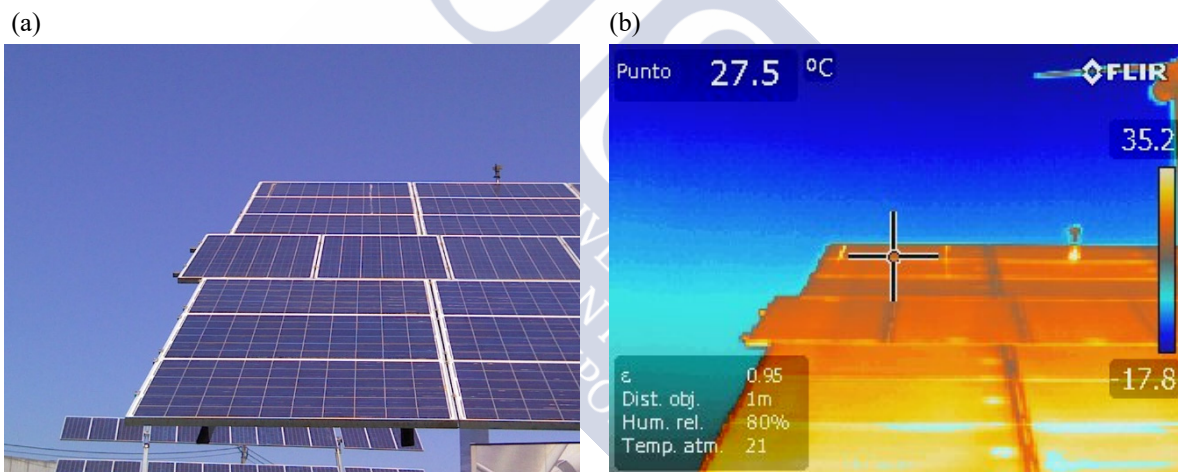 (a)
(b)
Punto 27.5 ºC
FLIR
35.2
-17.8
ε 0.95
Dist. obj. 1m
Hum. rel. 80%
Temp. atm. 21